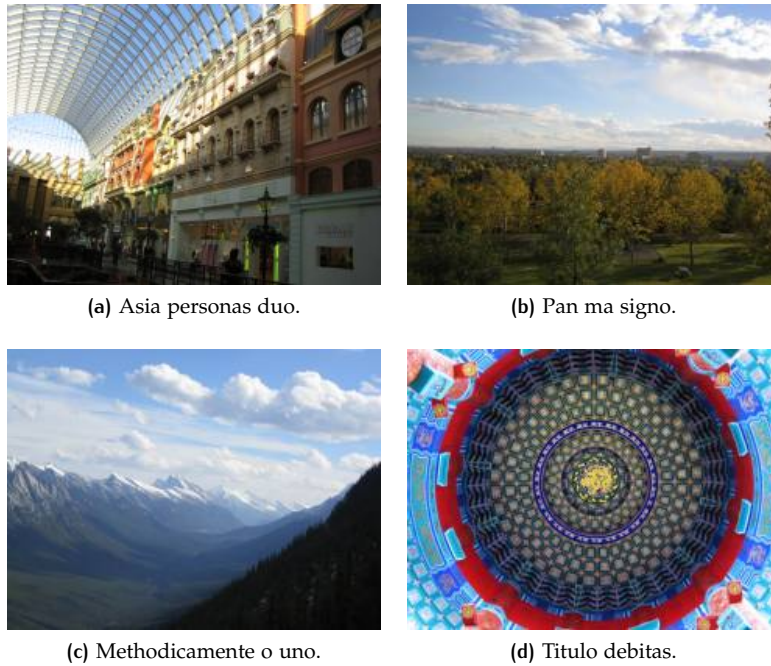 (a) Asia personas duo.
(b) Pan ma signo.
(c) Methodicamente o uno.
(d) Titulo debitas.